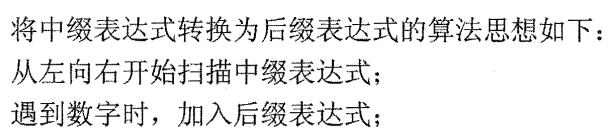 将中缀表达式转换为后缀表达式的算法思想如下：
从左向右开始扫描中缀表达式；
遇到数字时，加入后缀表达式；